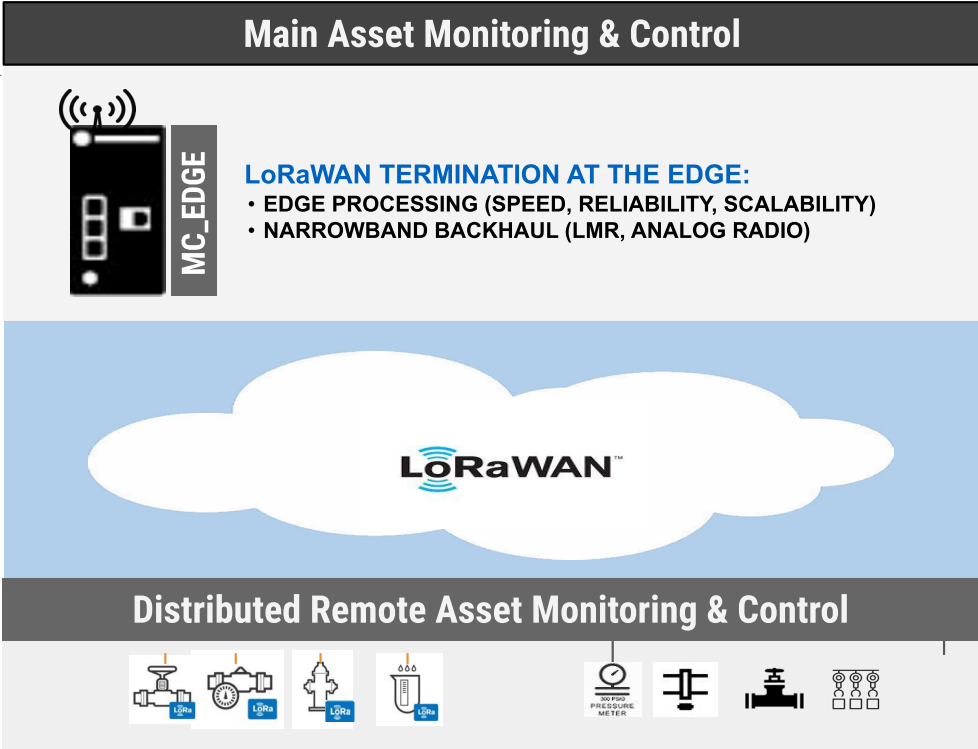 Main Asset Monitoring & Control
MC_EDGE
LoRaWAN TERMINATION AT THE EDGE:
• EDGE PROCESSING (SPEED, RELIABILITY, SCALABILITY)
• NARROWBAND BACKHAUL (LMR, ANALOG RADIO)
LoRaWAN™
Distributed Remote Asset Monitoring & Control
LoRa
LoRa
LoRa
LoRa
300 PSIG
PRESSURE
METER